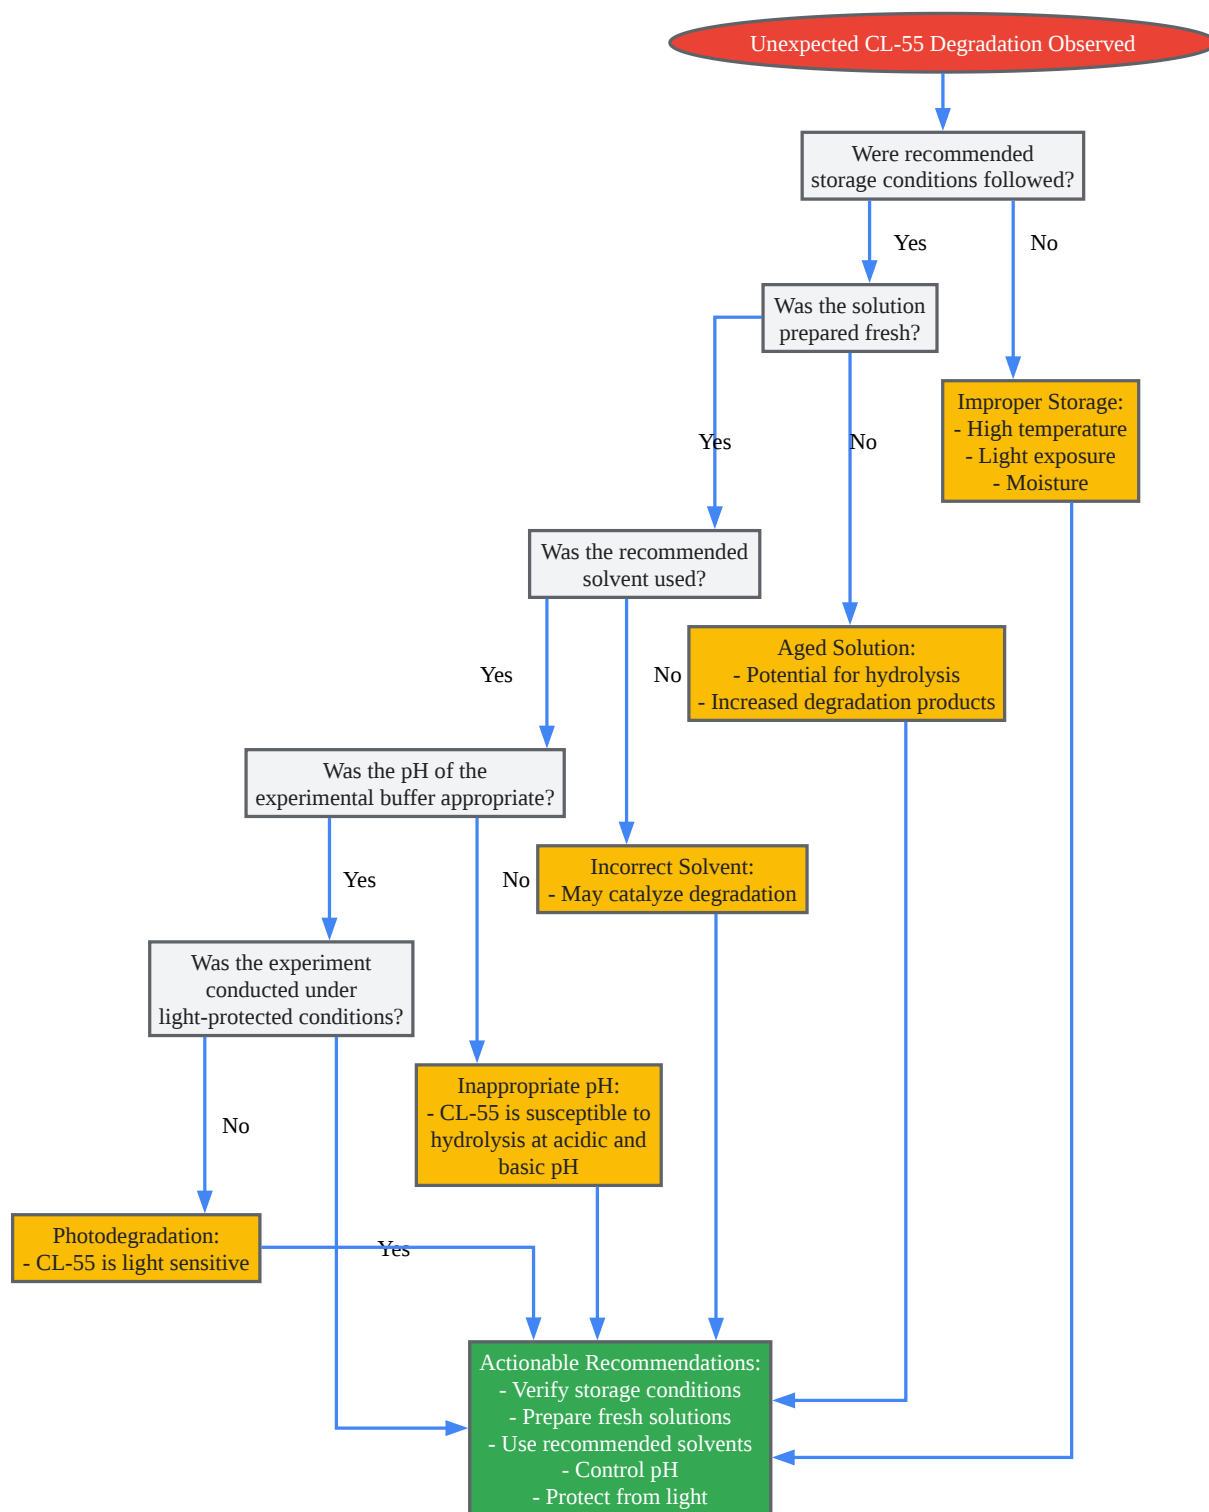 Unexpected CL-55 Degradation Observed
Were recommended
storage conditions followed?
Yes
No
Was the solution
prepared fresh?
Improper Storage:
- High temperature
- Light exposure
- Moisture
Yes
No
Was the recommended
solvent used?
Aged Solution:
- Potential for hydrolysis
- Increased degradation products
Yes
No
Was the pH of the
experimental buffer appropriate?
Incorrect Solvent:
- May catalyze degradation
Yes
No
Was the experiment
conducted under
light-protected conditions?
Inappropriate pH:
- CL-55 is susceptible to
hydrolysis at acidic and
basic pH
No
Photodegradation:
- CL-55 is light sensitive
Yes
Actionable Recommendations:
- Verify storage conditions
- Prepare fresh solutions
- Use recommended solvents
- Control pH
- Protect from light